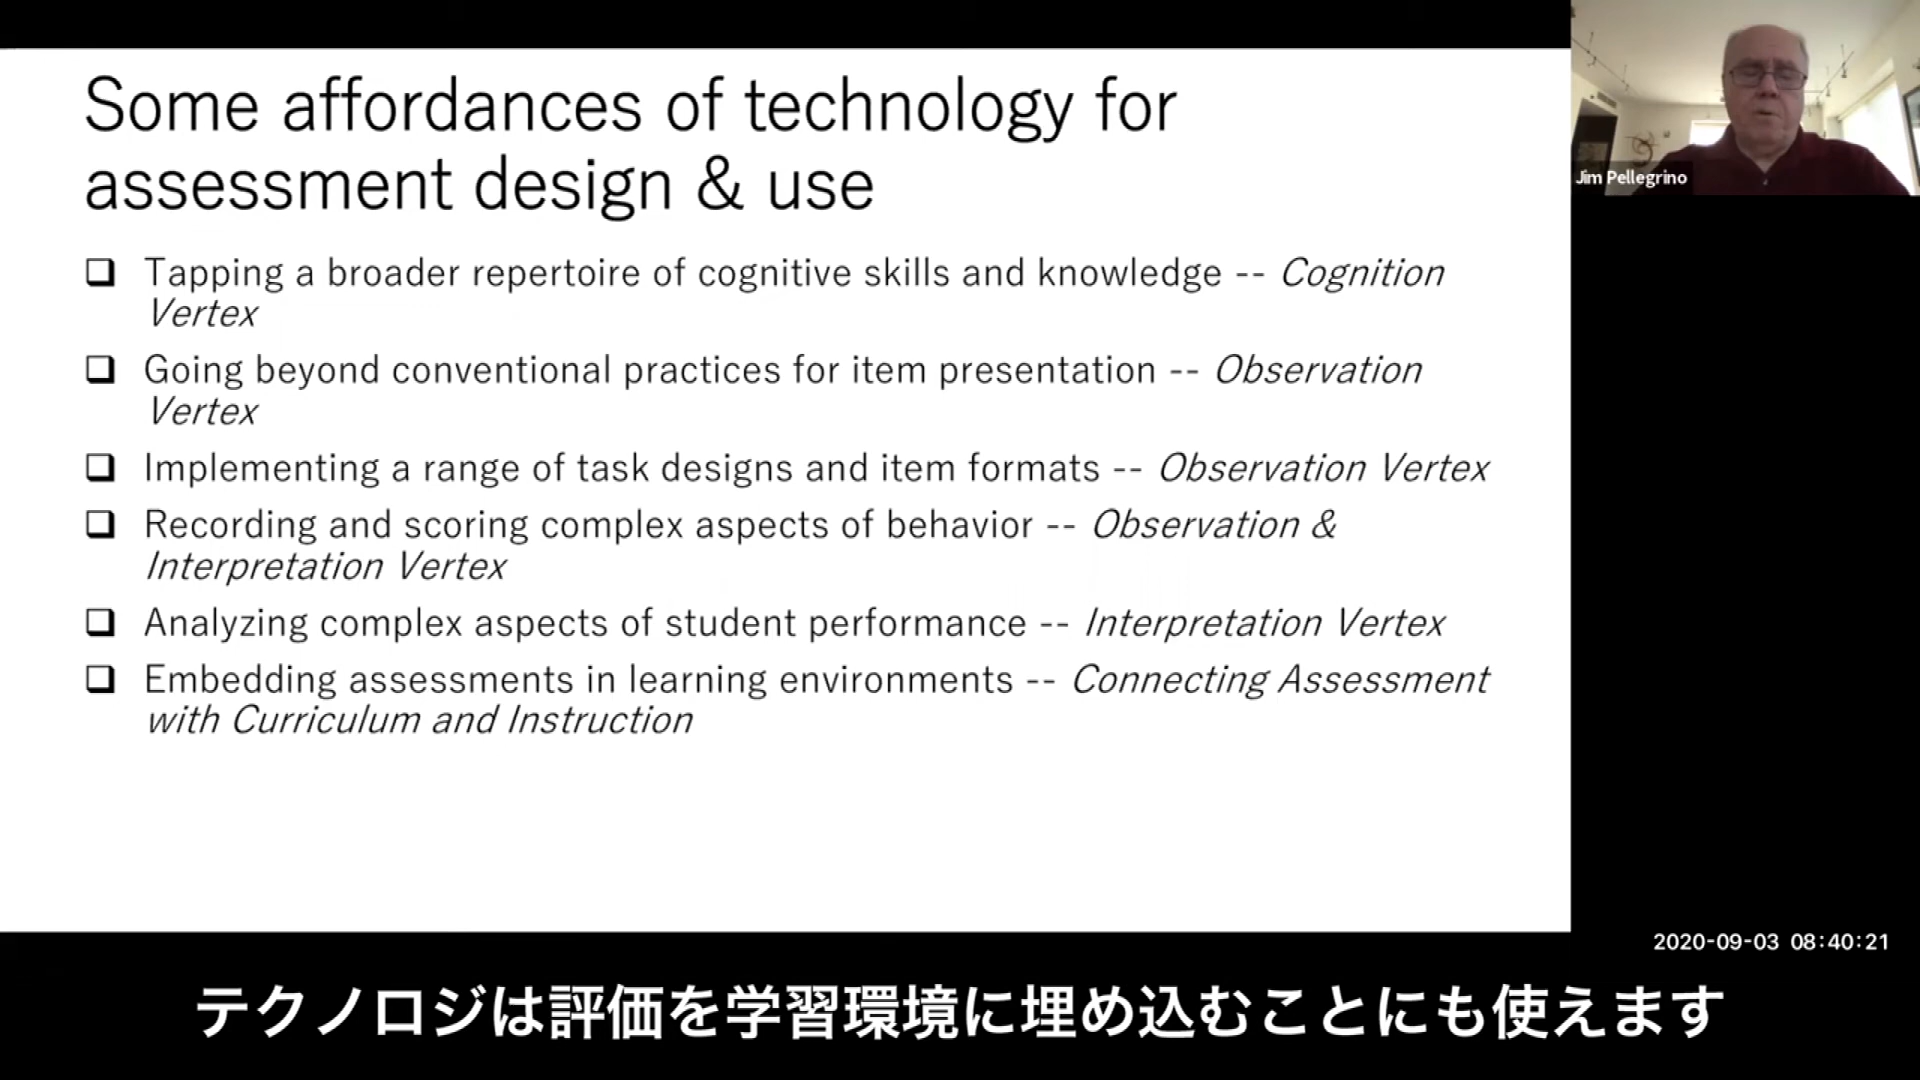 Some affordances of technology for
assessment design & use
Tapping a broader repertoire of cognitive skills and knowledge -- Cognition
Vertex
Going beyond conventional practices for item presentation -- Observation
Vertex
Implementing a range of task designs and item formats -- Observation Vertex
Recording and scoring complex aspects of behavior -- Observation &
Interpretation Vertex
Analyzing complex aspects of student performance -- Interpretation Vertex
Embedding assessments in learning environments -- Connecting Assessment
with Curriculum and Instruction
Jim Pellegrino
2020-09-03 08:40:21
テクノロジは評価を学習環境に埋め込むことにも使えます